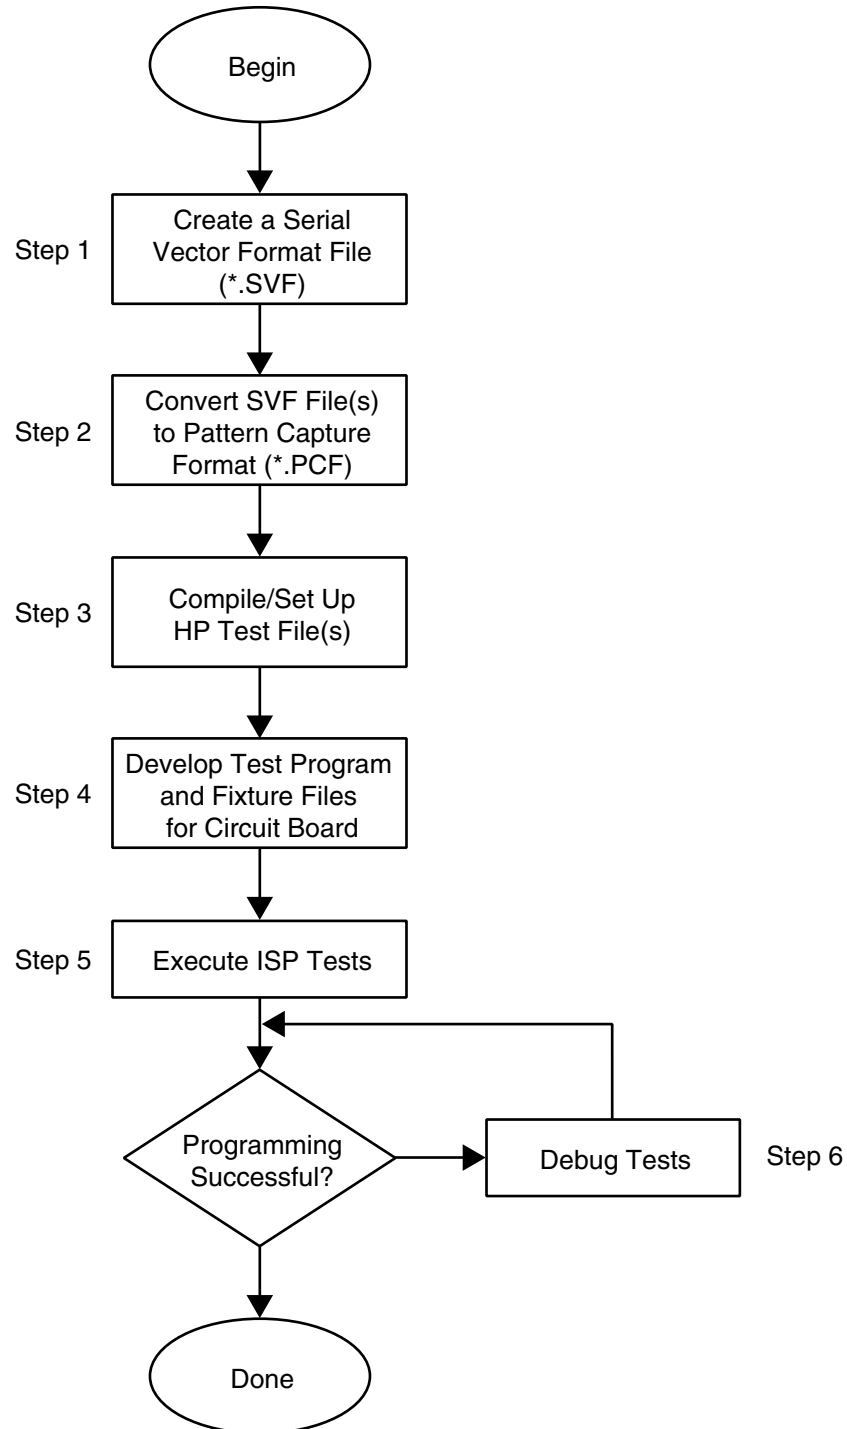 Begin
Step 1
Create a Serial
Vector Format File
(*.SVF)
Step 2
Convert SVF File(s)
to Pattern Capture
Format (*.PCF)
Step 3
Compile/Set Up
HP Test File(s)
Step 4
Develop Test Program
and Fixture Files
for Circuit Board
Step 5
Execute ISP Tests
Programming
Successful?
Debug Tests
Step 6
Done